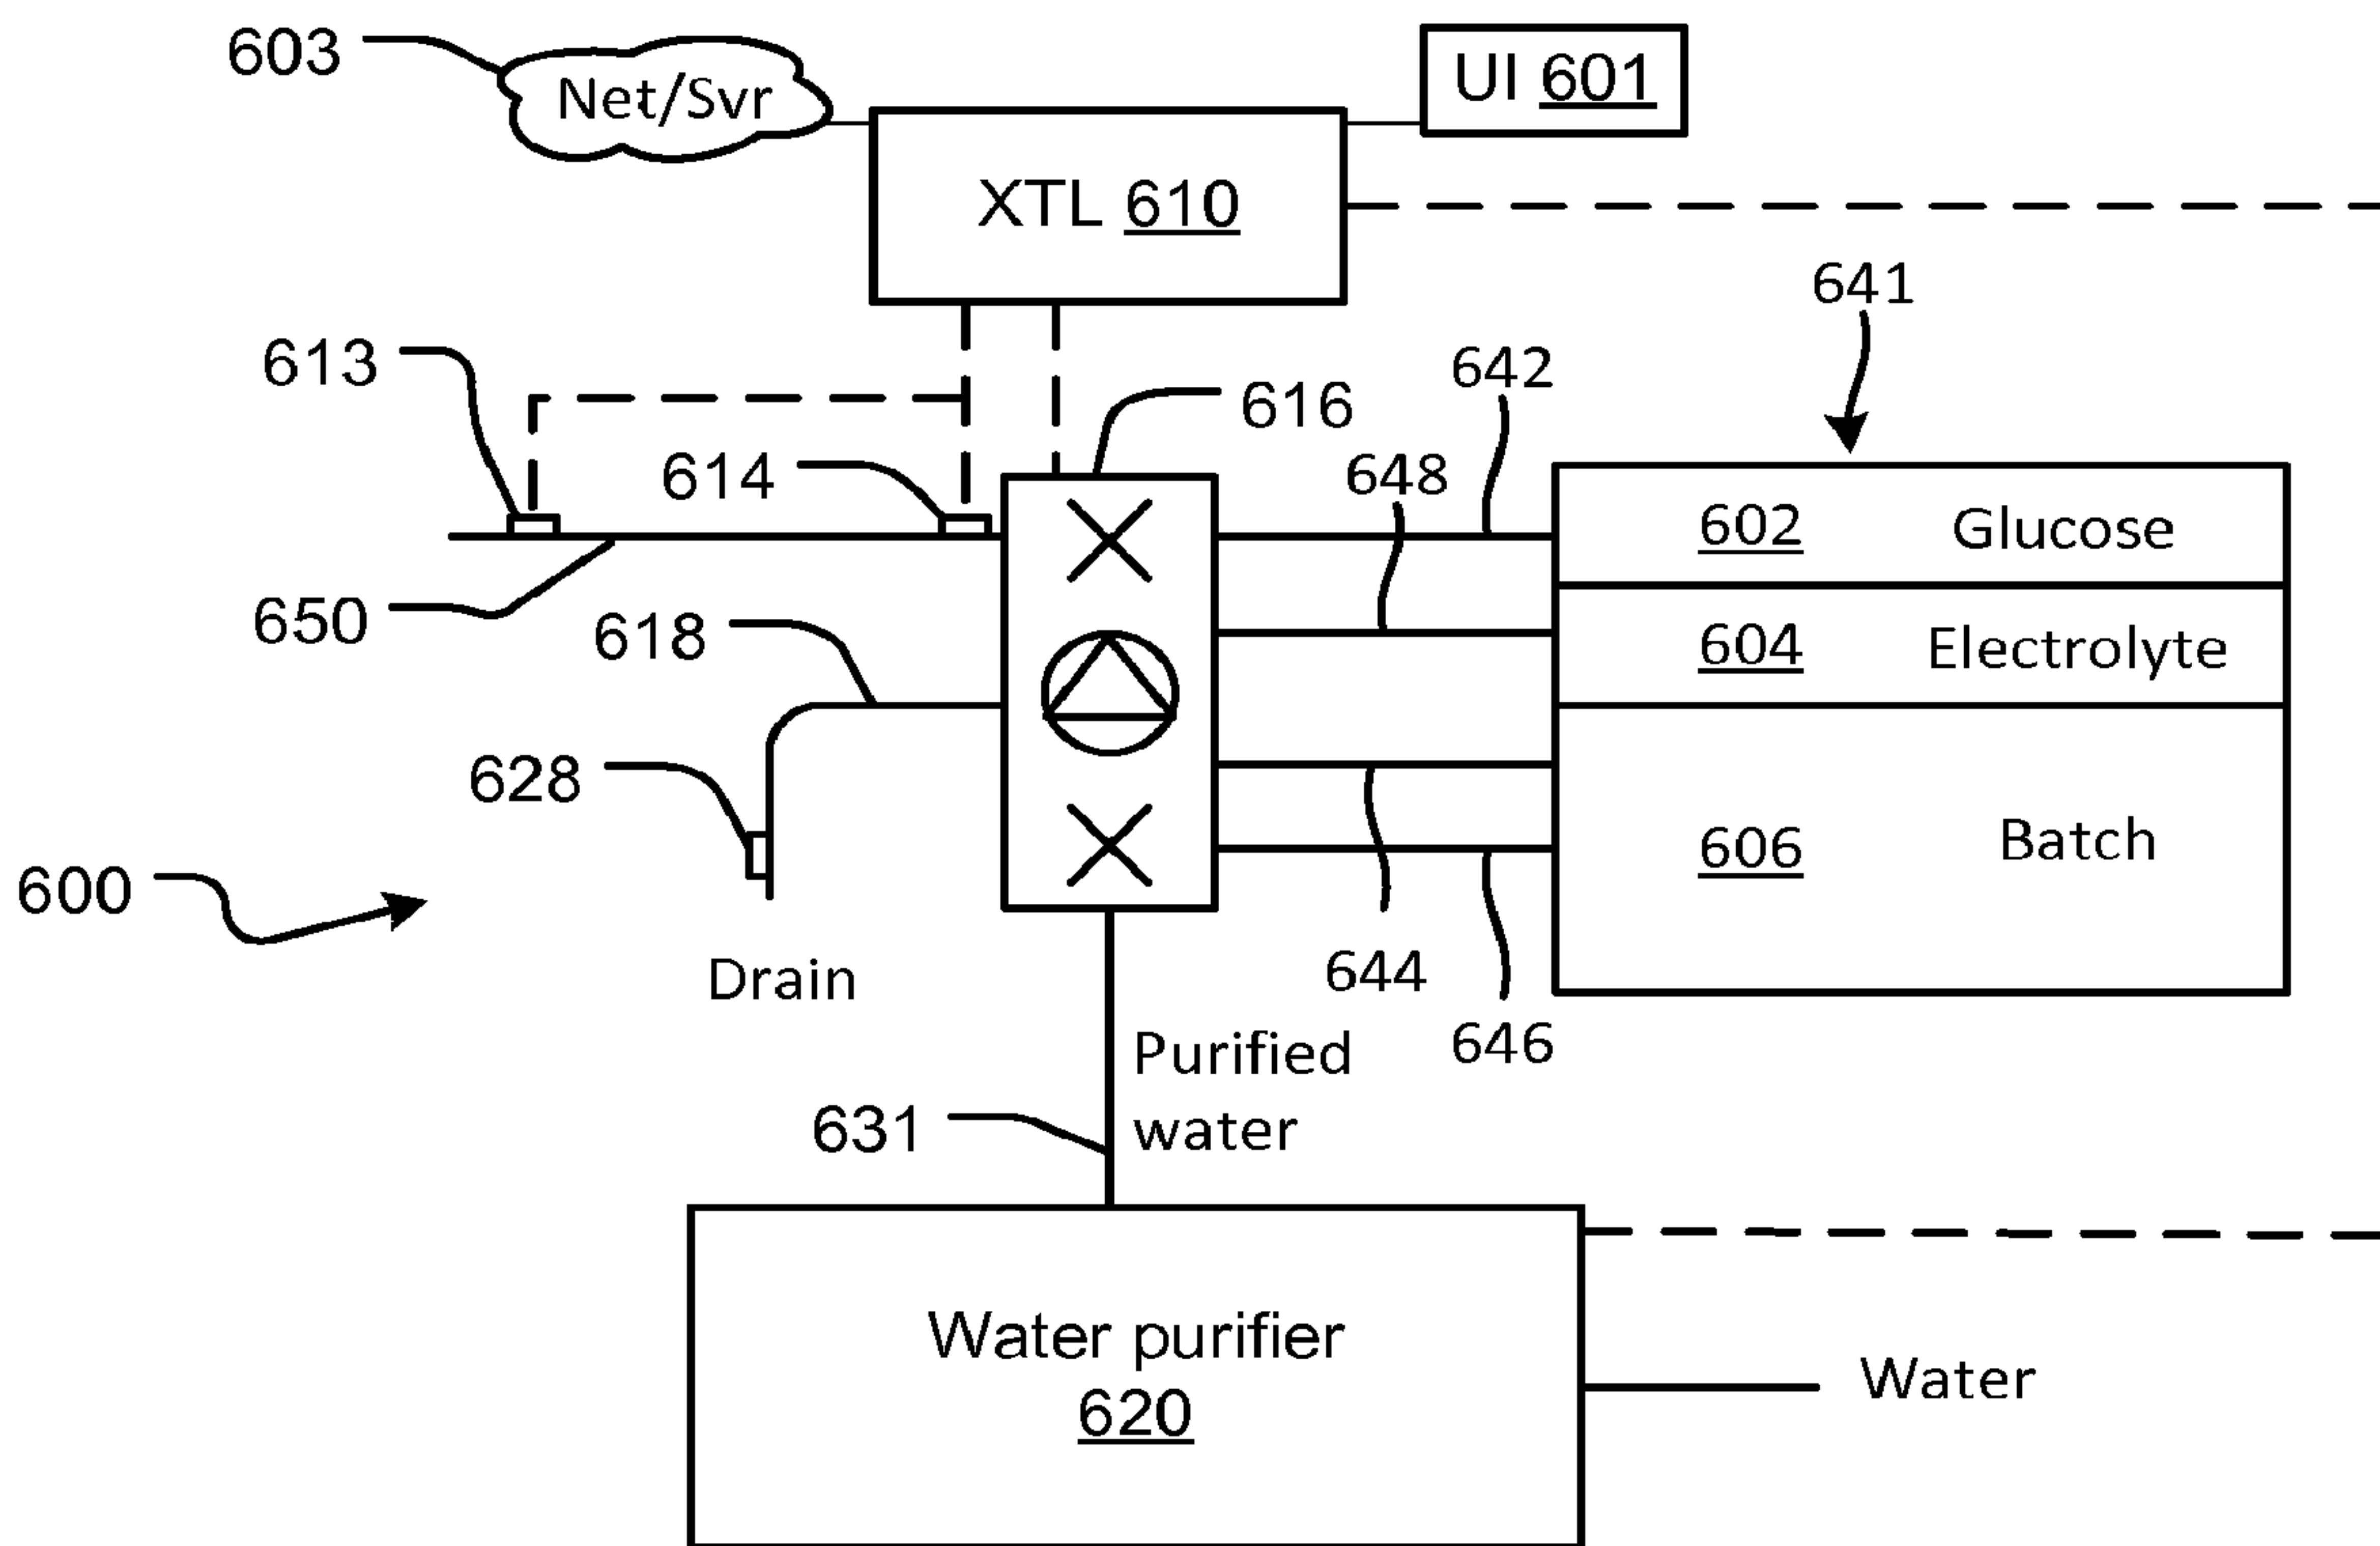 603
Net/Svr
UI 601
XTL 610
641
613
642
616
614
648
602 Glucose
650
618
604 Electrolyte
628
606 Batch
600
Drain
644
646
Purified
water
631
Water purifier
620
Water